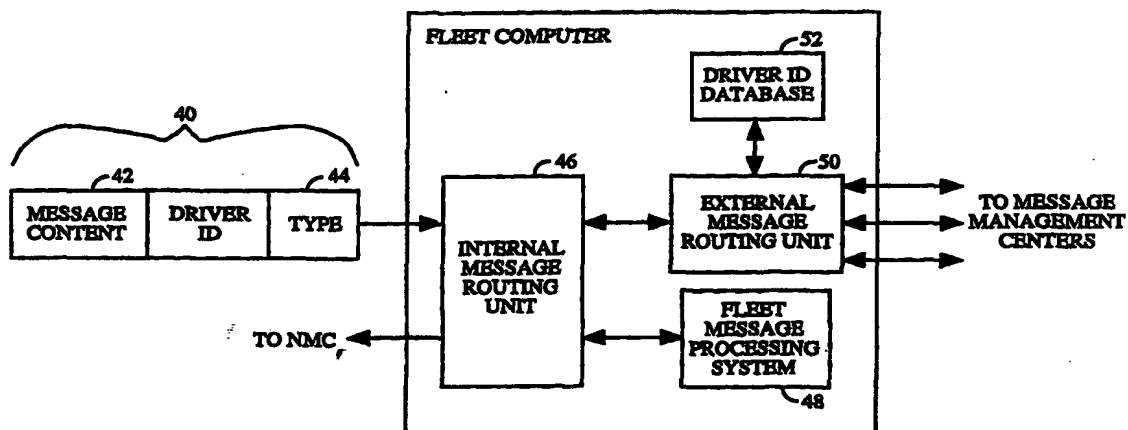 FLEET COMPUTER
52
DRIVER ID
DATABASE
40
42
44
MESSAGE
CONTENT
DRIVER
ID
TYPE
46
INTERNAL
MESSAGE
ROUTING
UNIT
50
EXTERNAL
MESSAGE
ROUTING UNIT
TO MESSAGE
MANAGEMENT
CENTERS
TO NMC
FLEET
MESSAGE
PROCESSING
SYSTEM
48